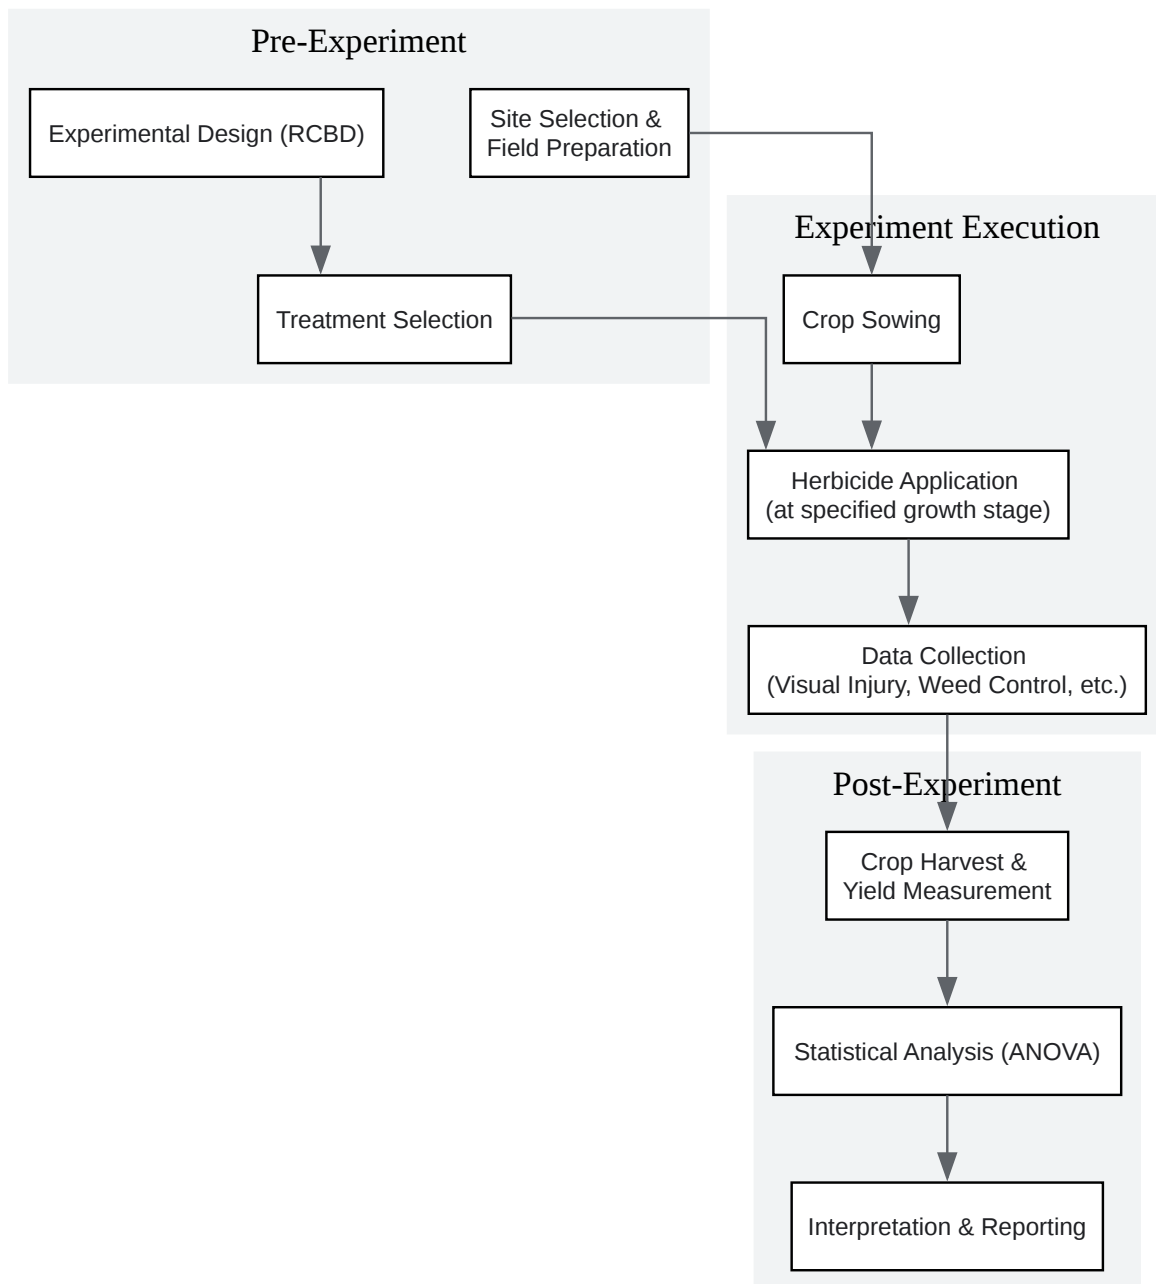 Pre-Experiment
Experimental Design (RCBD)
Site Selection &
Field Preparation
Treatment Selection
Experiment Execution
Crop Sowing
Herbicide Application
(at specified growth stage)
Data Collection
(Visual Injury, Weed Control, etc.)
Post-Experiment
Crop Harvest &
Yield Measurement
Statistical Analysis (ANOVA)
Interpretation & Reporting